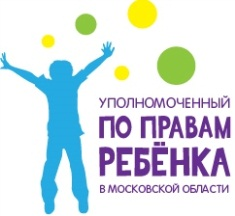 УПОЛНОМОЧЕННЫЙ
ПО ПРАВАМ
РЕБЁНКА
В МОСКОВСКОЙ ОБЛАСТИ